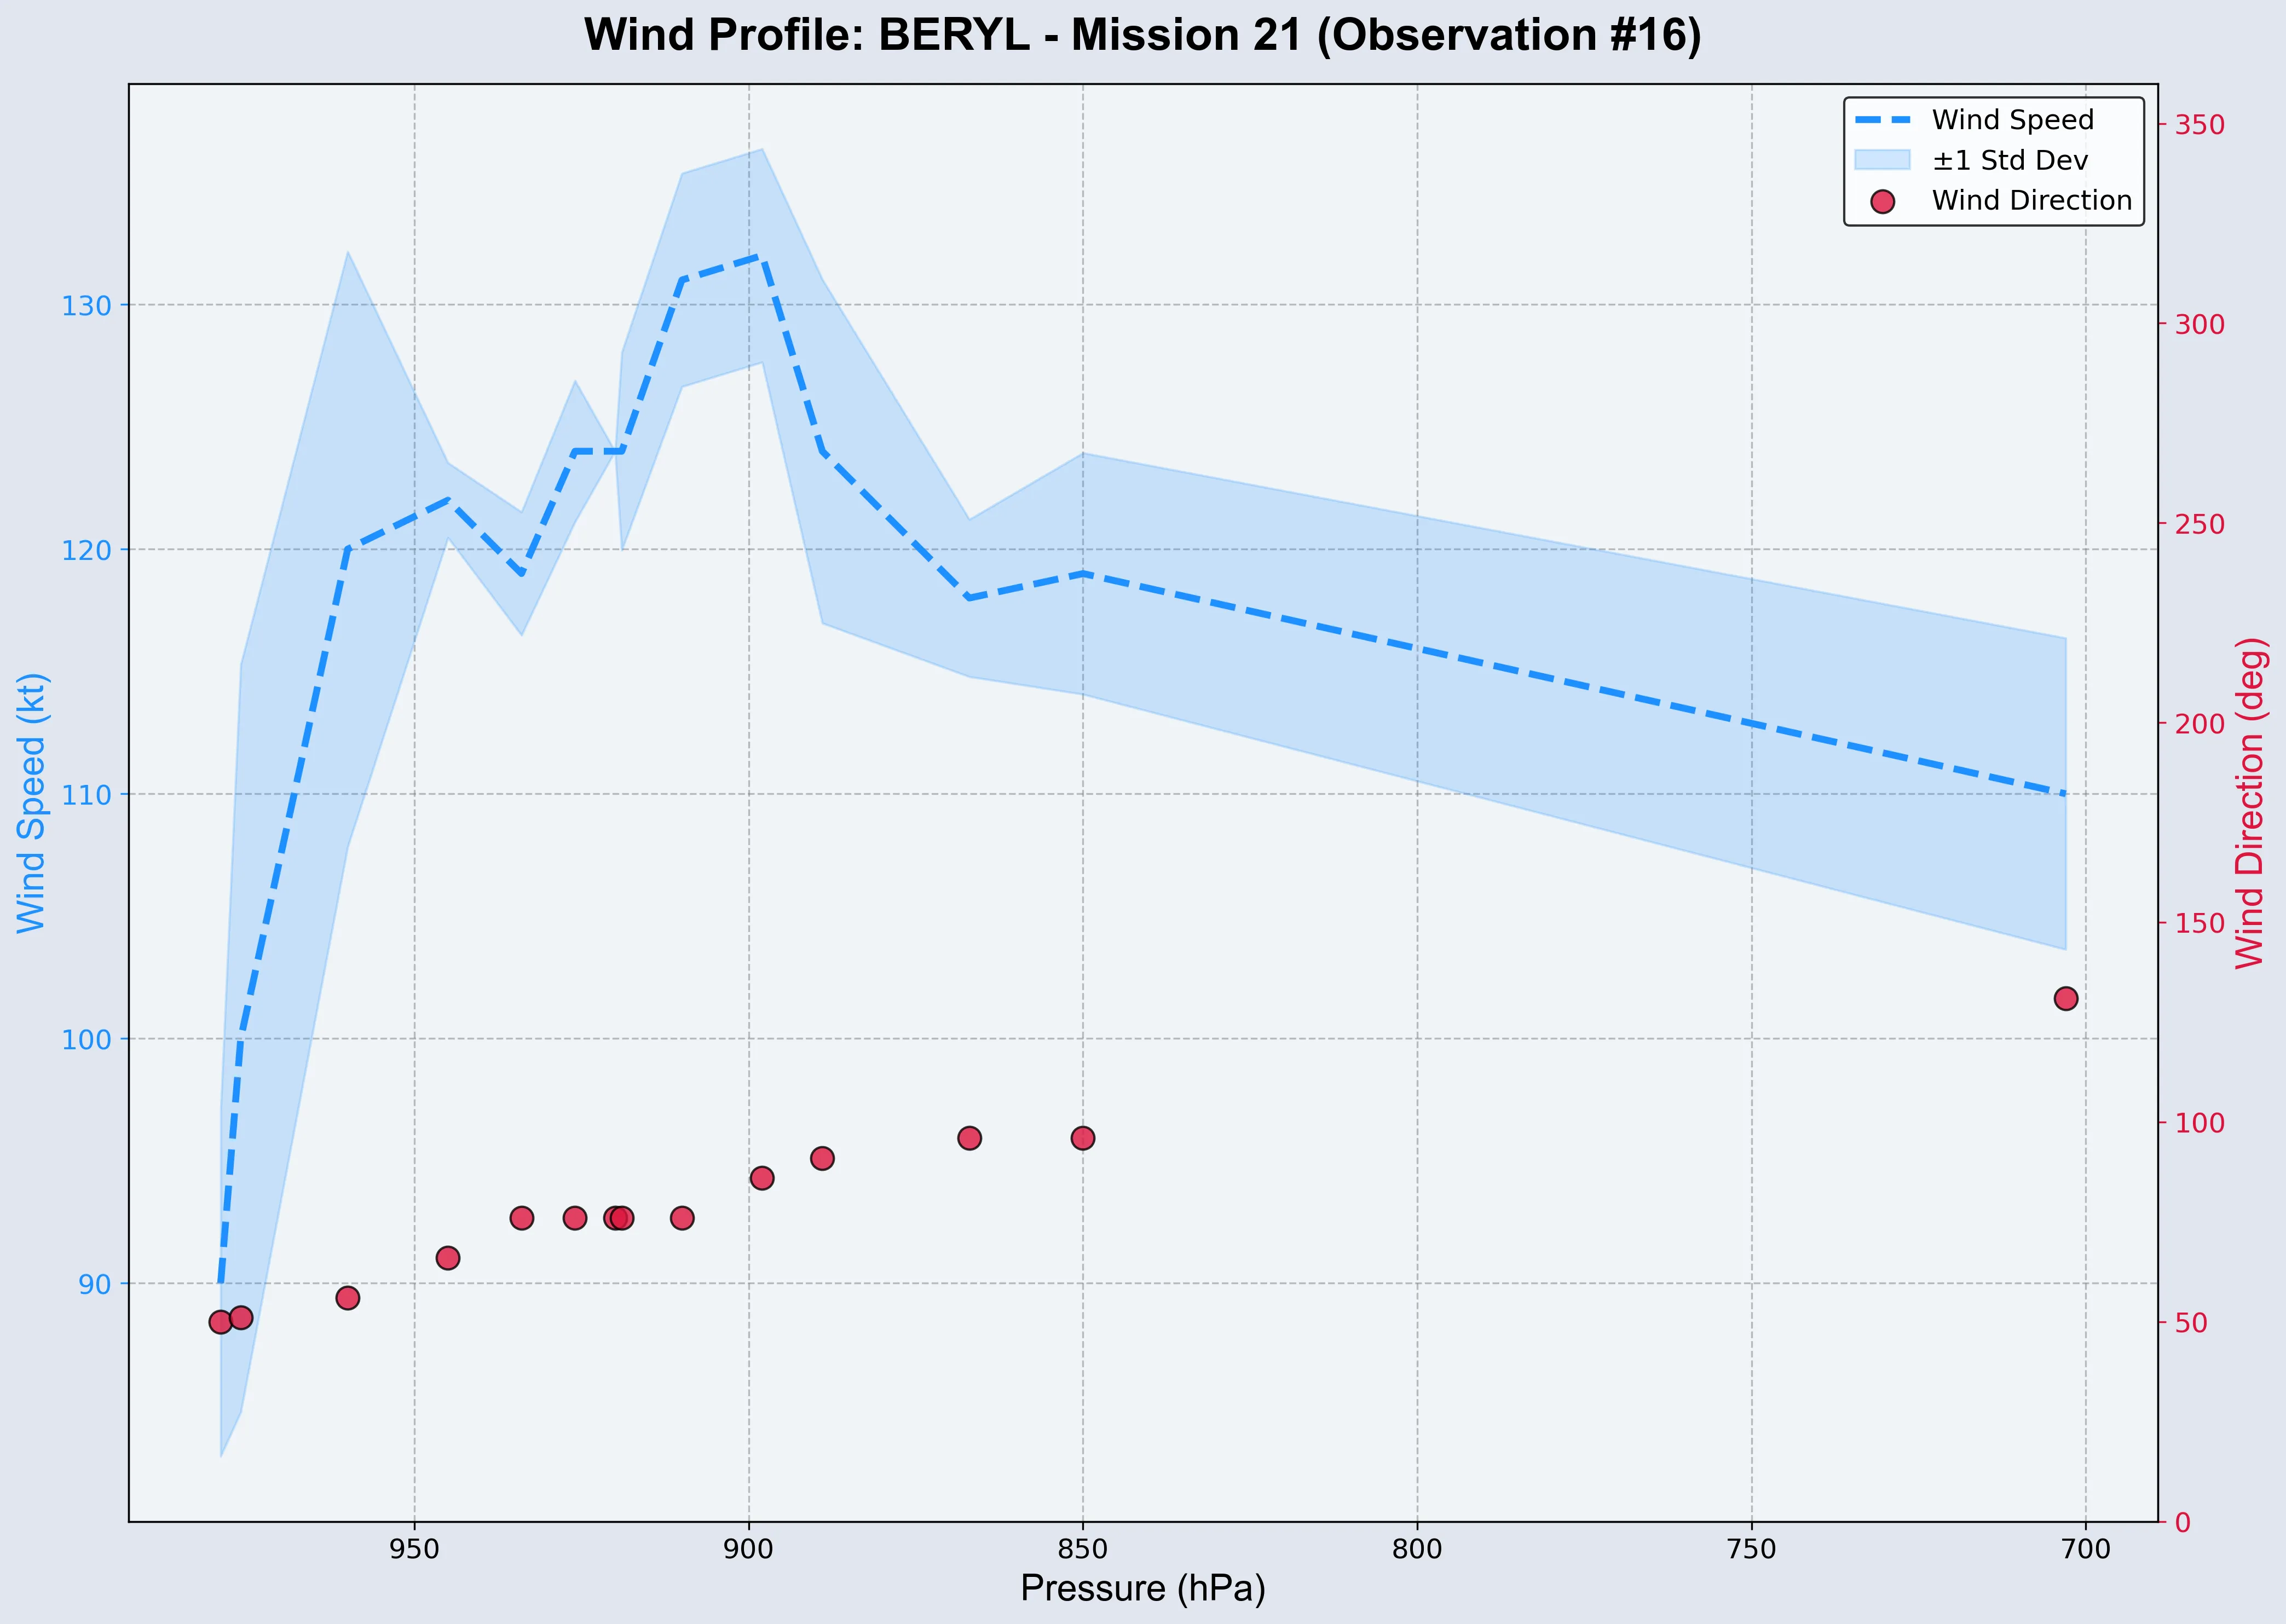 Wind Profile: BERYL - Mission 21 (Observation #16)
Wind Speed
±1 Std Dev
Wind Direction
Wind Speed (kt)
130
120
110
100
90
350
300
250
200
150
100
50
0
Wind Direction (deg)
950 900 850 800 750 700
Pressure (hPa)